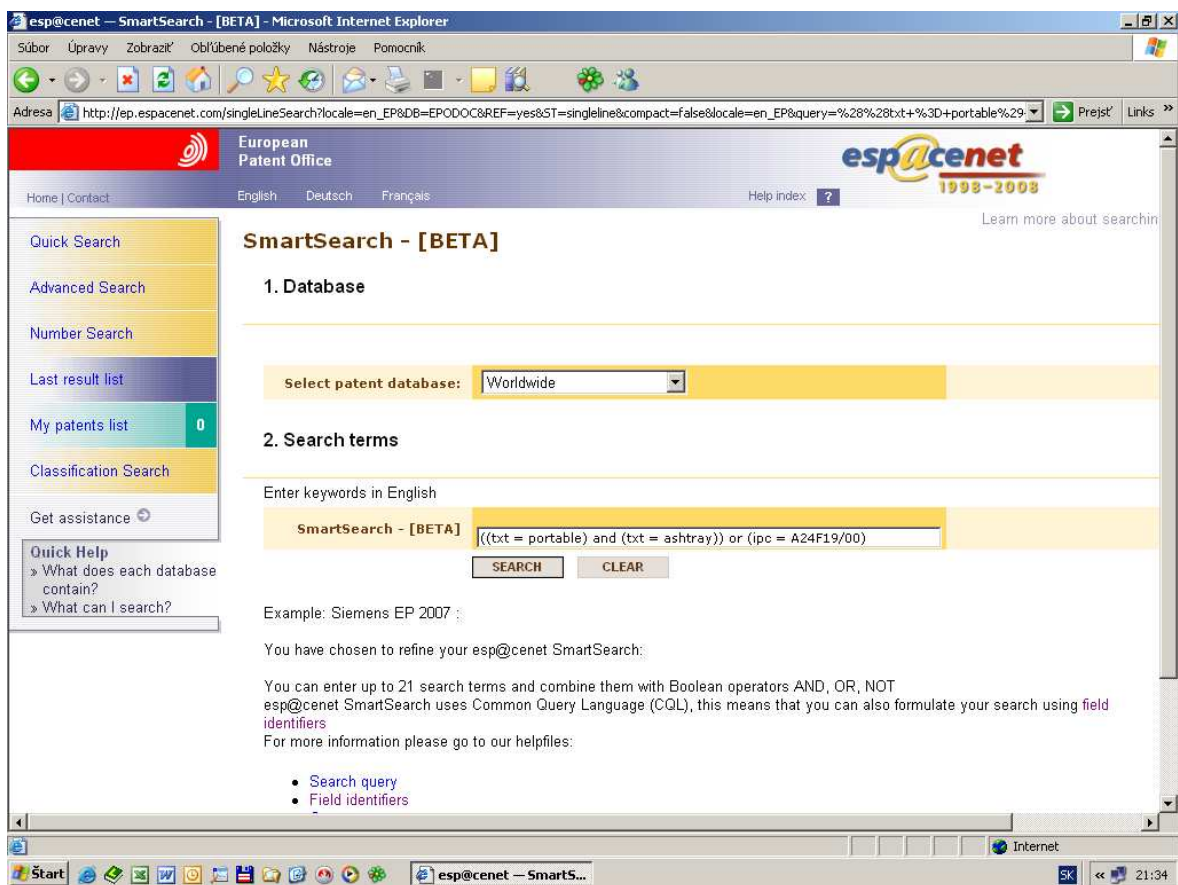 esp@cenet — SmartSearch - [BETA] - Microsoft Internet Explorer
Súbor Úpravy Zobraziť Obľúbené položky Nástroje Pomocník
Adresa http://ep.espacenet.com/singleLineSearch?locale=en_EP&DB=EPODOC&REF=yes&ST=singleline&compact=false&locale=en_EP&query=%28%28txt+%3D+portable%29 Prejsť Links »
European
Patent Office
esp@cenet
1998-2008
Home | Contact
English Deutsch Français
Help index ?
Learn more about searchin
Quick Search
Advanced Search
Number Search
Last result list
My patents list 0
Classification Search
Get assistance
Quick Help
» What does each database
contain?
» What can I search?
SmartSearch - [BETA]
1. Database
Select patent database: Worldwide
2. Search terms
Enter keywords in English
SmartSearch - [BETA] ((txt = portable) and (txt = ashtray)) or (ipc = A24F19/00)
SEARCH CLEAR
Example: Siemens EP 2007 :
You have chosen to refine your esp@cenet SmartSearch:
You can enter up to 21 search terms and combine them with Boolean operators AND, OR, NOT
esp@cenet SmartSearch uses Common Query Language (CQL), this means that you can also formulate your search using field
identifiers
For more information please go to our helpfiles:
• Search query
• Field identifiers
Internet
Štart esp@cenet — SmartS... SK « 21:34